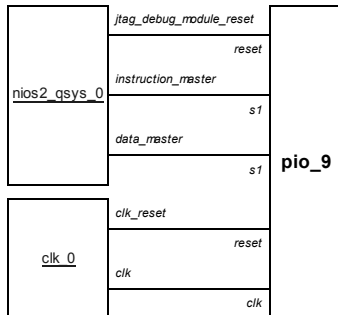 jtag_debug_module_reset
reset
instruction_master
nios2_qsys_0
s1
data_master
s1
pio_9
clk_reset
reset
clk_0
clk
clk